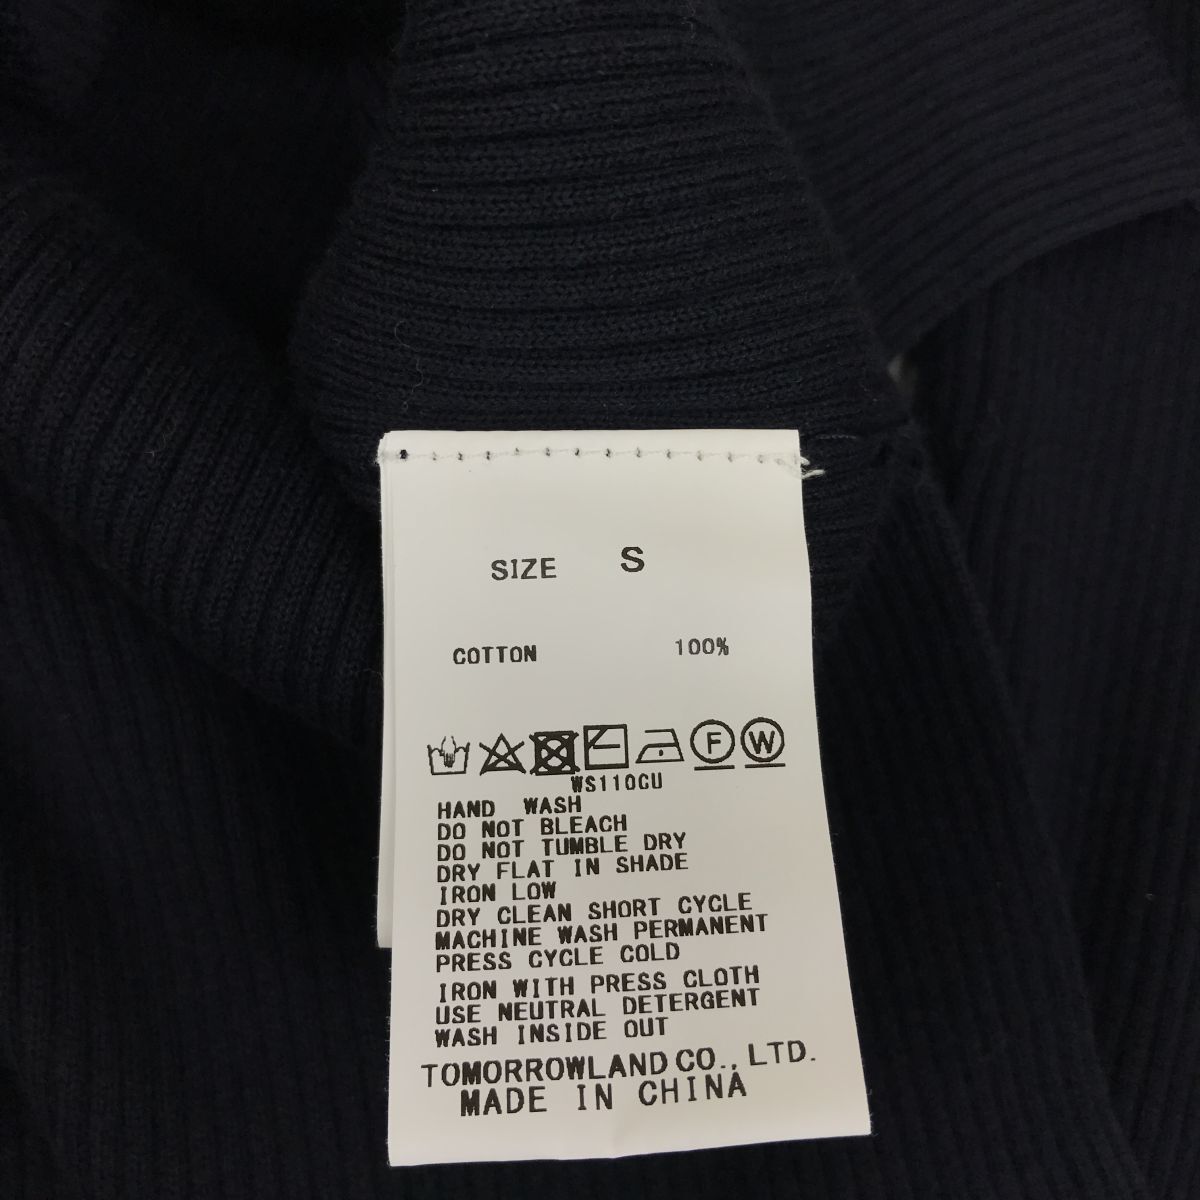 SIZE S
COTTON 100%
F W
WS110CU
HAND WASH
DO NOT BLEACH
DO NOT TUMBLE DRY
DRY FLAT IN SHADE
IRON LOW
DRY CLEAN SHORT CYCLE
MACHINE WASH PERMANENT
PRESS CYCLE COLD
IRON WITH PRESS CLOTH
USE NEUTRAL DETERGENT
WASH INSIDE OUT
TOMORROWLAND CO., LTD.
MADE IN CHINA